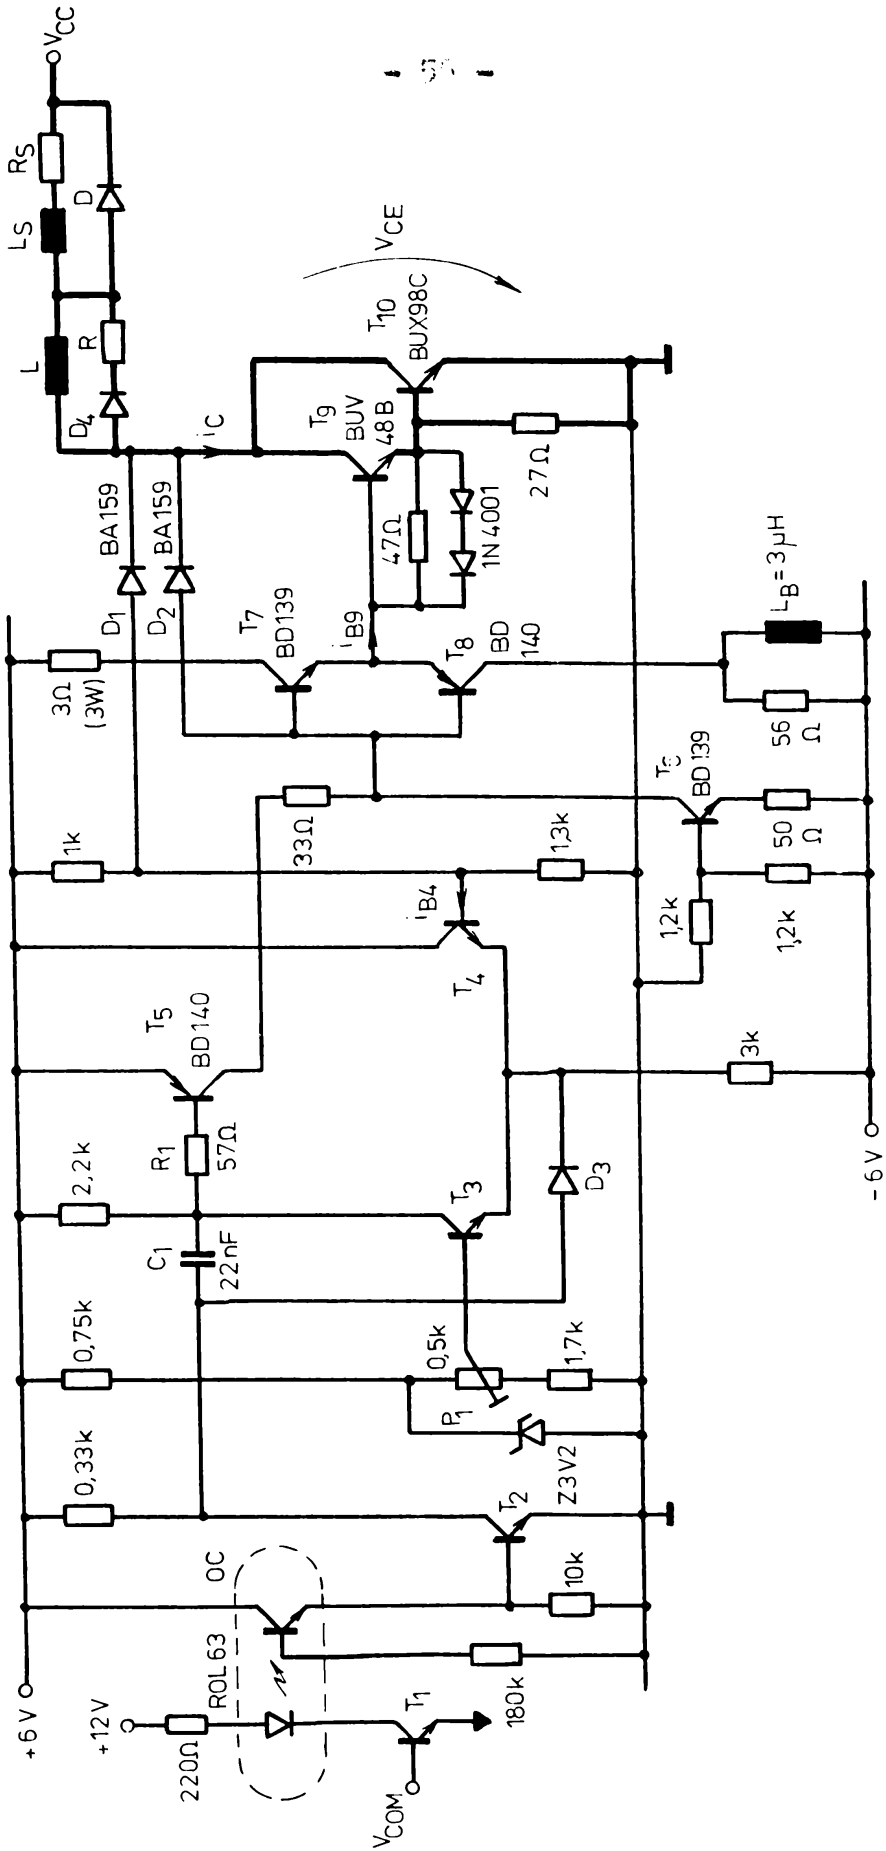 +6V
+12V
220Ω
ROL63
OC
VCOM
T1
180k
10k
0,33k
T2
Z3V2
0,75k
P1
0,5k
1,7k
2,2k
C1
22nF
R1
57Ω
T3
D3
T5
BD140
T4
iB4
3k
-6V
1k
1,3k
1,2k
1,2k
33Ω
BD139
50
Ω
3Ω
(3W)
D1
BA159
D2
BA159
T7
BD139
iB9
T8
BD
140
56
Ω
LB=3μH
47Ω
1N4001
T9
BUV
48B
T10
BUX98C
27Ω
iC
VCE
D4
R
L
LS
RS
D
VCC